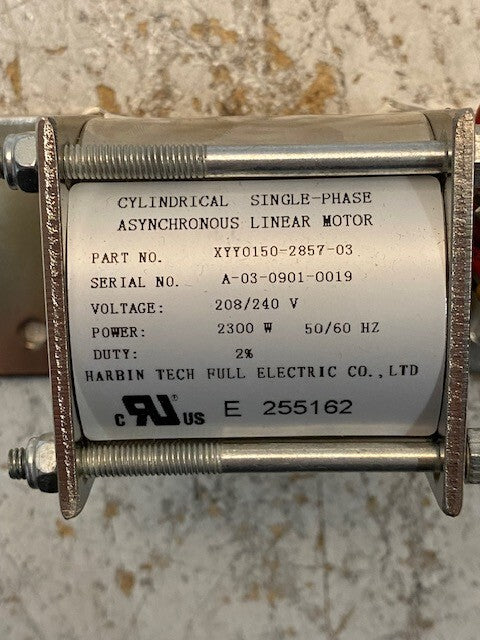 CYLINDRICAL SINGLE-PHASE
ASYNCHRONOUS LINEAR MOTOR
PART NO. XYY0150-2857-03
SERIAL NO. A-03-0901-0019
VOLTAGE: 208/240 V
POWER: 2300 W 50/60 HZ
DUTY: 2%
HARBIN TECH FULL ELECTRIC CO., LTD
C RU® US E 255162